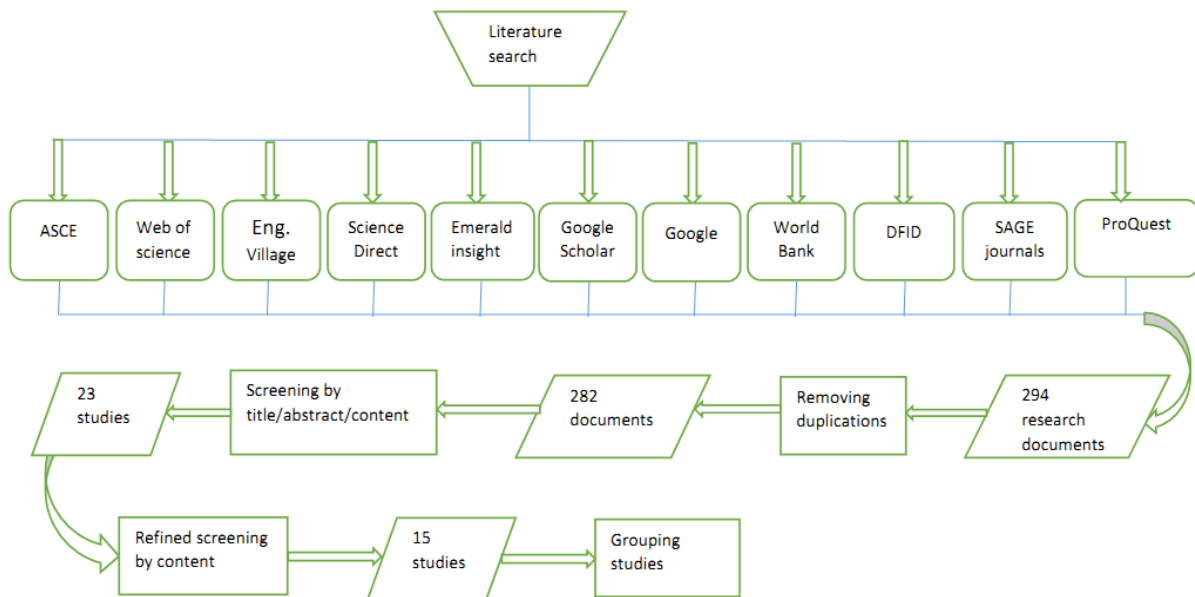 Literature
search
ASCE
Web of
science
Eng.
Village
Science
Direct
Emerald
insight
Google
Scholar
Google
World
Bank
DFID
SAGE
journals
ProQuest
294
research
documents
Removing
duplications
282
documents
Screening by
title/abstract/content
23
studies
Refined screening
by content
15
studies
Grouping
studies